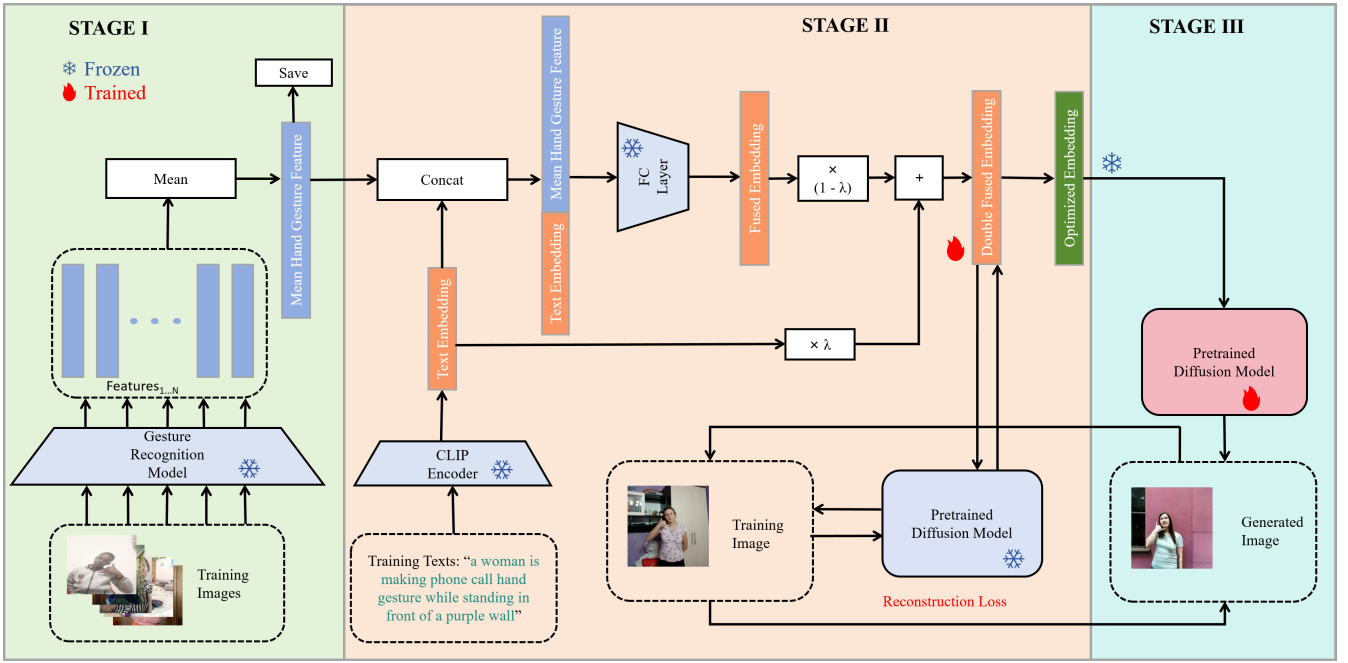 STAGE I
Frozen
Trained
Save
Mean
Mean Hand Gesture Feature
Features1...N
Gesture
Recognition
Model
Training
Images
STAGE II
Concat
Mean Hand Gesture Feature
Text Embedding
Text Embedding
CLIP
Encoder
Training Texts: “a woman is
making phone call hand
gesture while standing in
front of a purple wall”
FC
Layer
Fused Embedding
×
(1 - λ)
+
× λ
Double Fused Embedding
Optimized Embedding
Training
Image
Pretrained
Diffusion Model
Reconstruction Loss
STAGE III
Pretrained
Diffusion Model
Generated
Image